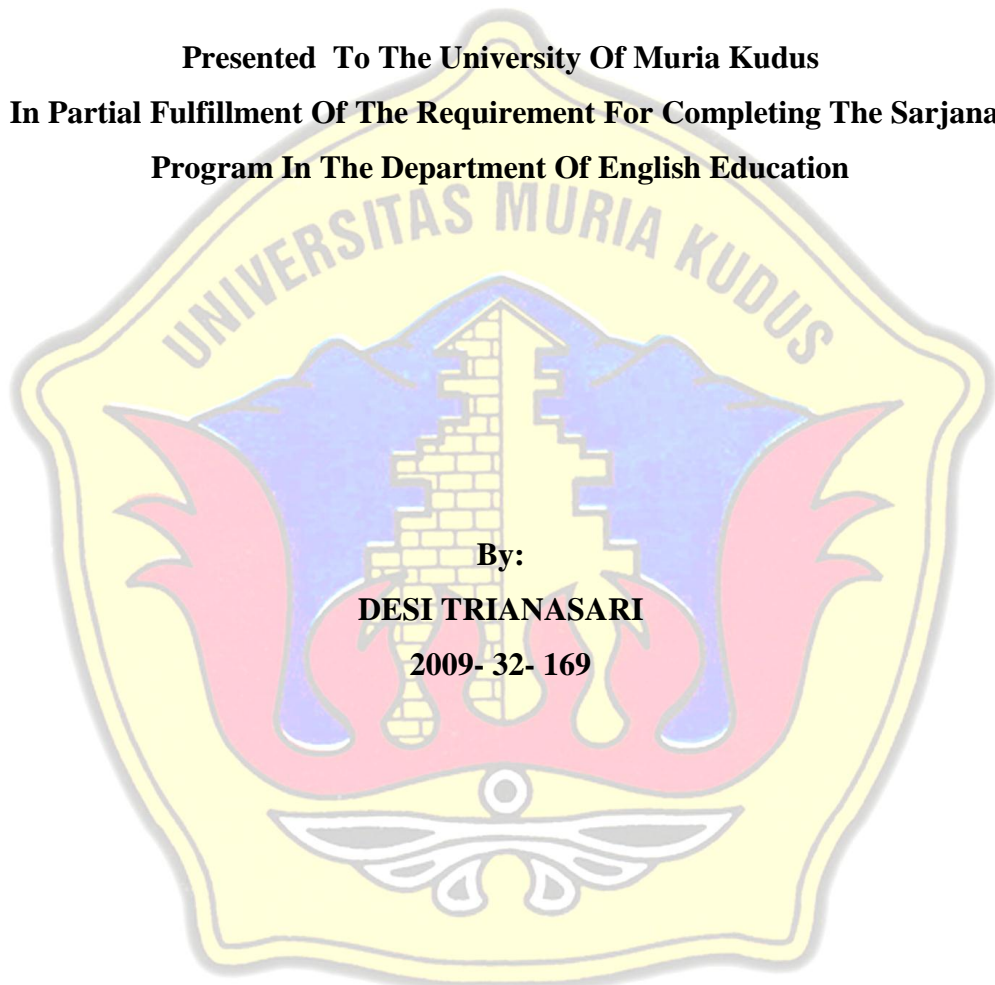 Presented To The University Of Muria Kudus
In Partial Fulfillment Of The Requirement For Completing The Sarjana
Program In The Department Of English Education
UNIVERSITAS MURIA KUDUS
By:
DESI TRIANASARI
2009- 32- 169